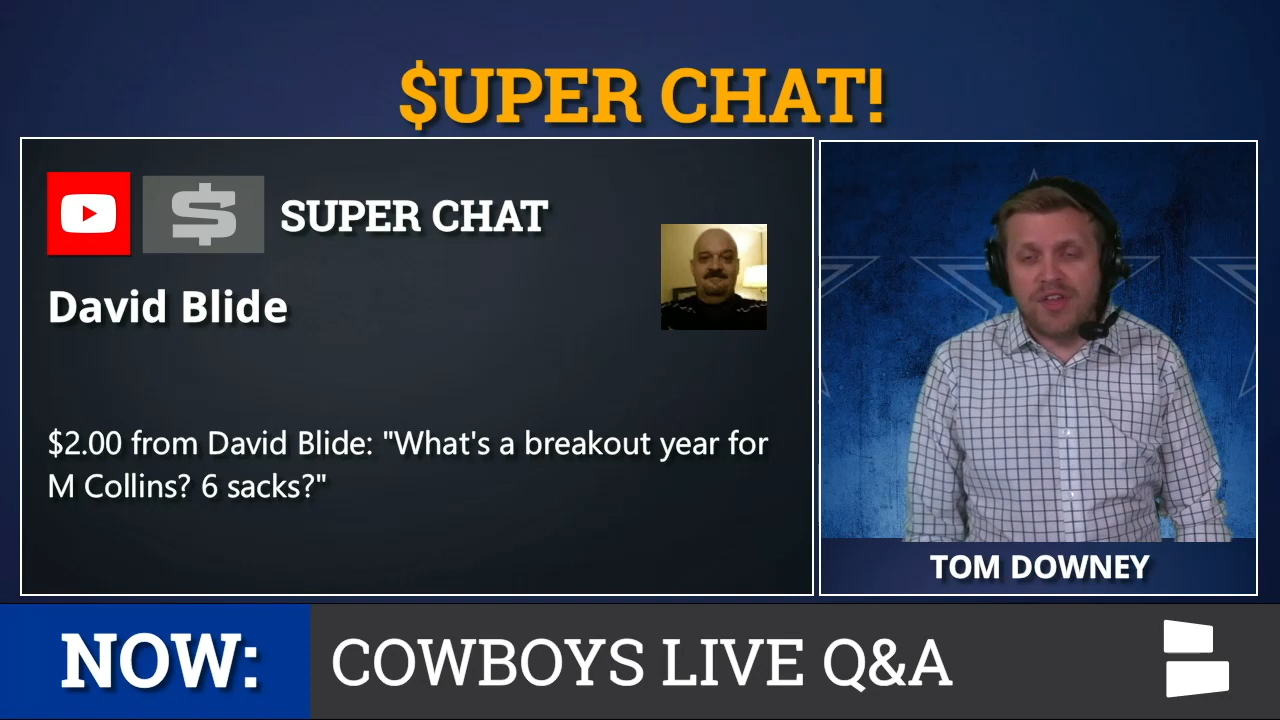 $UPER CHAT!
SUPER CHAT
David Blide
$2.00 from David Blide: "What's a breakout year for
M Collins? 6 sacks?"
TOM DOWNEY
NOW:
COWBOYS LIVE Q&A